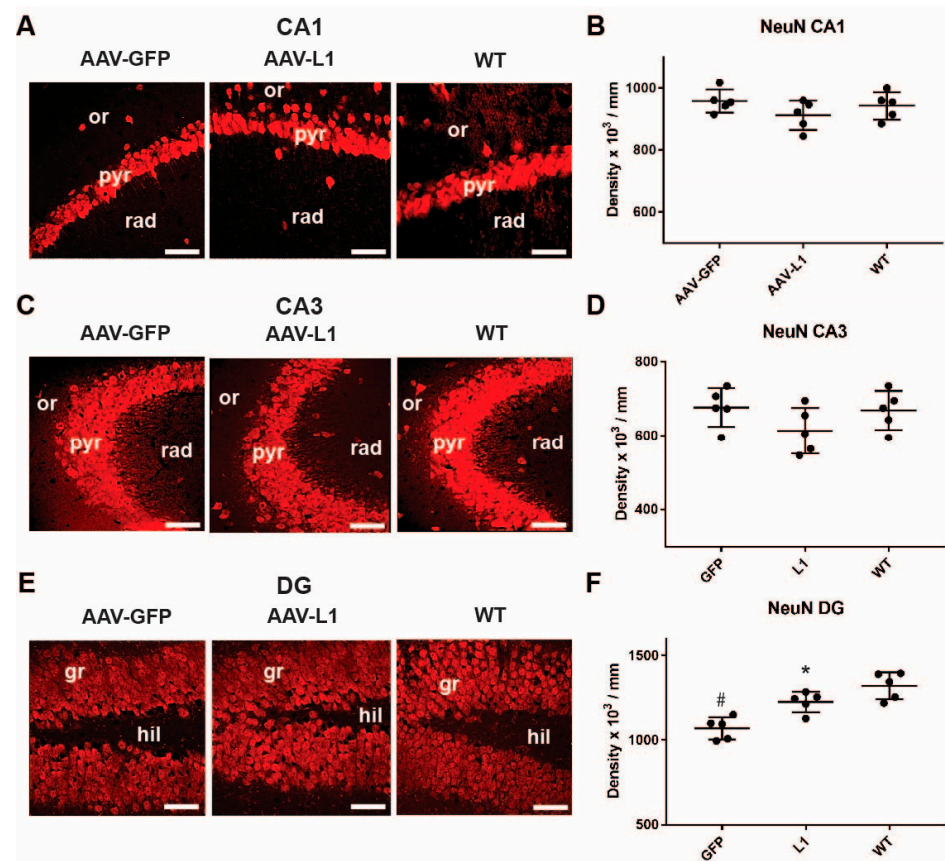 A
CA1
AAV-GFP AAV-L1 WT
or or or
pyr pyr pyr
rad rad rad
B
NeuN CA1
Density x 10³ / mm
1000
800
600
AAV-GFP AAV-L1 WT
C
CA3
AAV-GFP AAV-L1 WT
or or or
pyr pyr pyr
rad rad rad
D
NeuN CA3
Density x 10³ / mm
800
600
400
GFP L1 WT
E
DG
AAV-GFP AAV-L1 WT
gr gr gr
hil hil hil
F
NeuN DG
Density x 10³ / mm
1500
1000
500
# *
GFP L1 WT